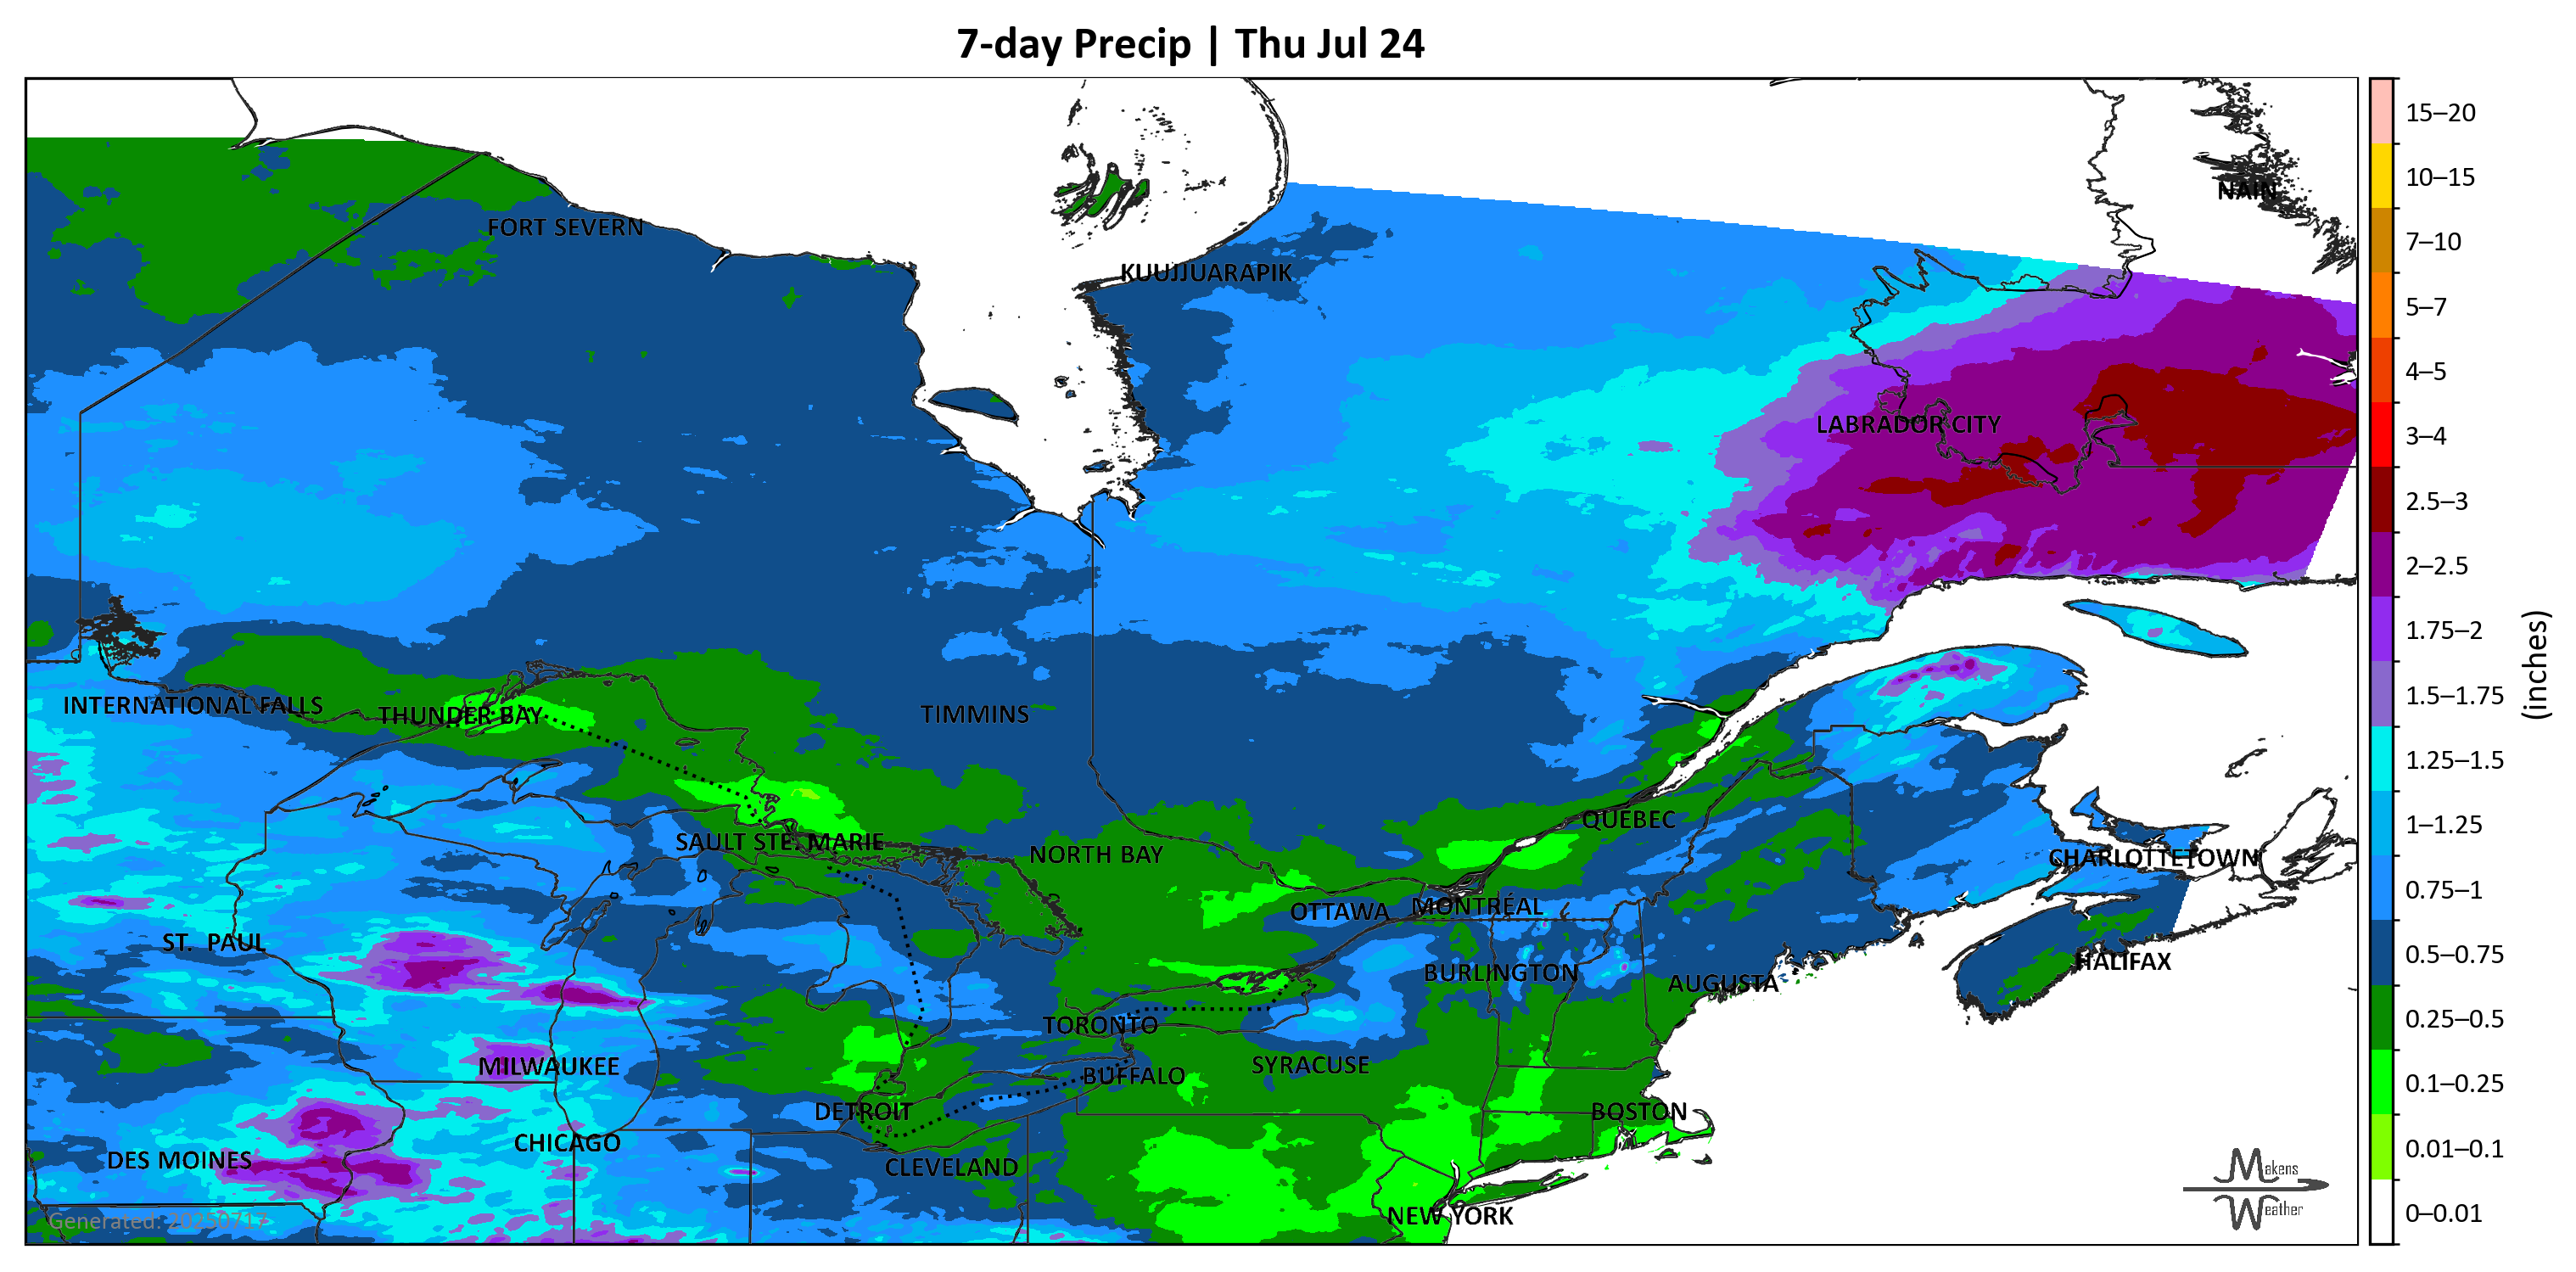 7-day Precip | Thu Jul 24
NAIN
FORT SEVERN
KUUJJUARAPIK
LABRADOR CITY
INTERNATIONAL FALLS
THUNDER BAY
TIMMINS
SAULT STE. MARIE
NORTH BAY
QUEBEC
CHARLOTTETOWN
OTTAWA
MONTRÉAL
ST. PAUL
BURLINGTON
AUGUSTA
HALIFAX
TORONTO
MILWAUKEE
BUFFALO
SYRACUSE
DETROIT
BOSTON
CHICAGO
DES MOINES
CLEVELAND
NEW YORK
Generated: 20250717
Makens
Weather
15–20
10–15
7–10
5–7
4–5
3–4
2.5–3
2–2.5
1.75–2
1.5–1.75
1.25–1.5
1–1.25
0.75–1
0.5–0.75
0.25–0.5
0.1–0.25
0.01–0.1
0–0.01
(inches)